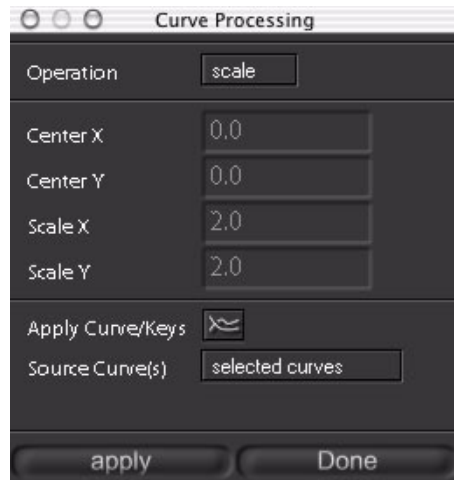 Curve Processing
Operation scale
Center X 0.0
Center Y 0.0
Scale X 2.0
Scale Y 2.0
Apply Curve/Keys
Source Curve(s) selected curves
apply Done